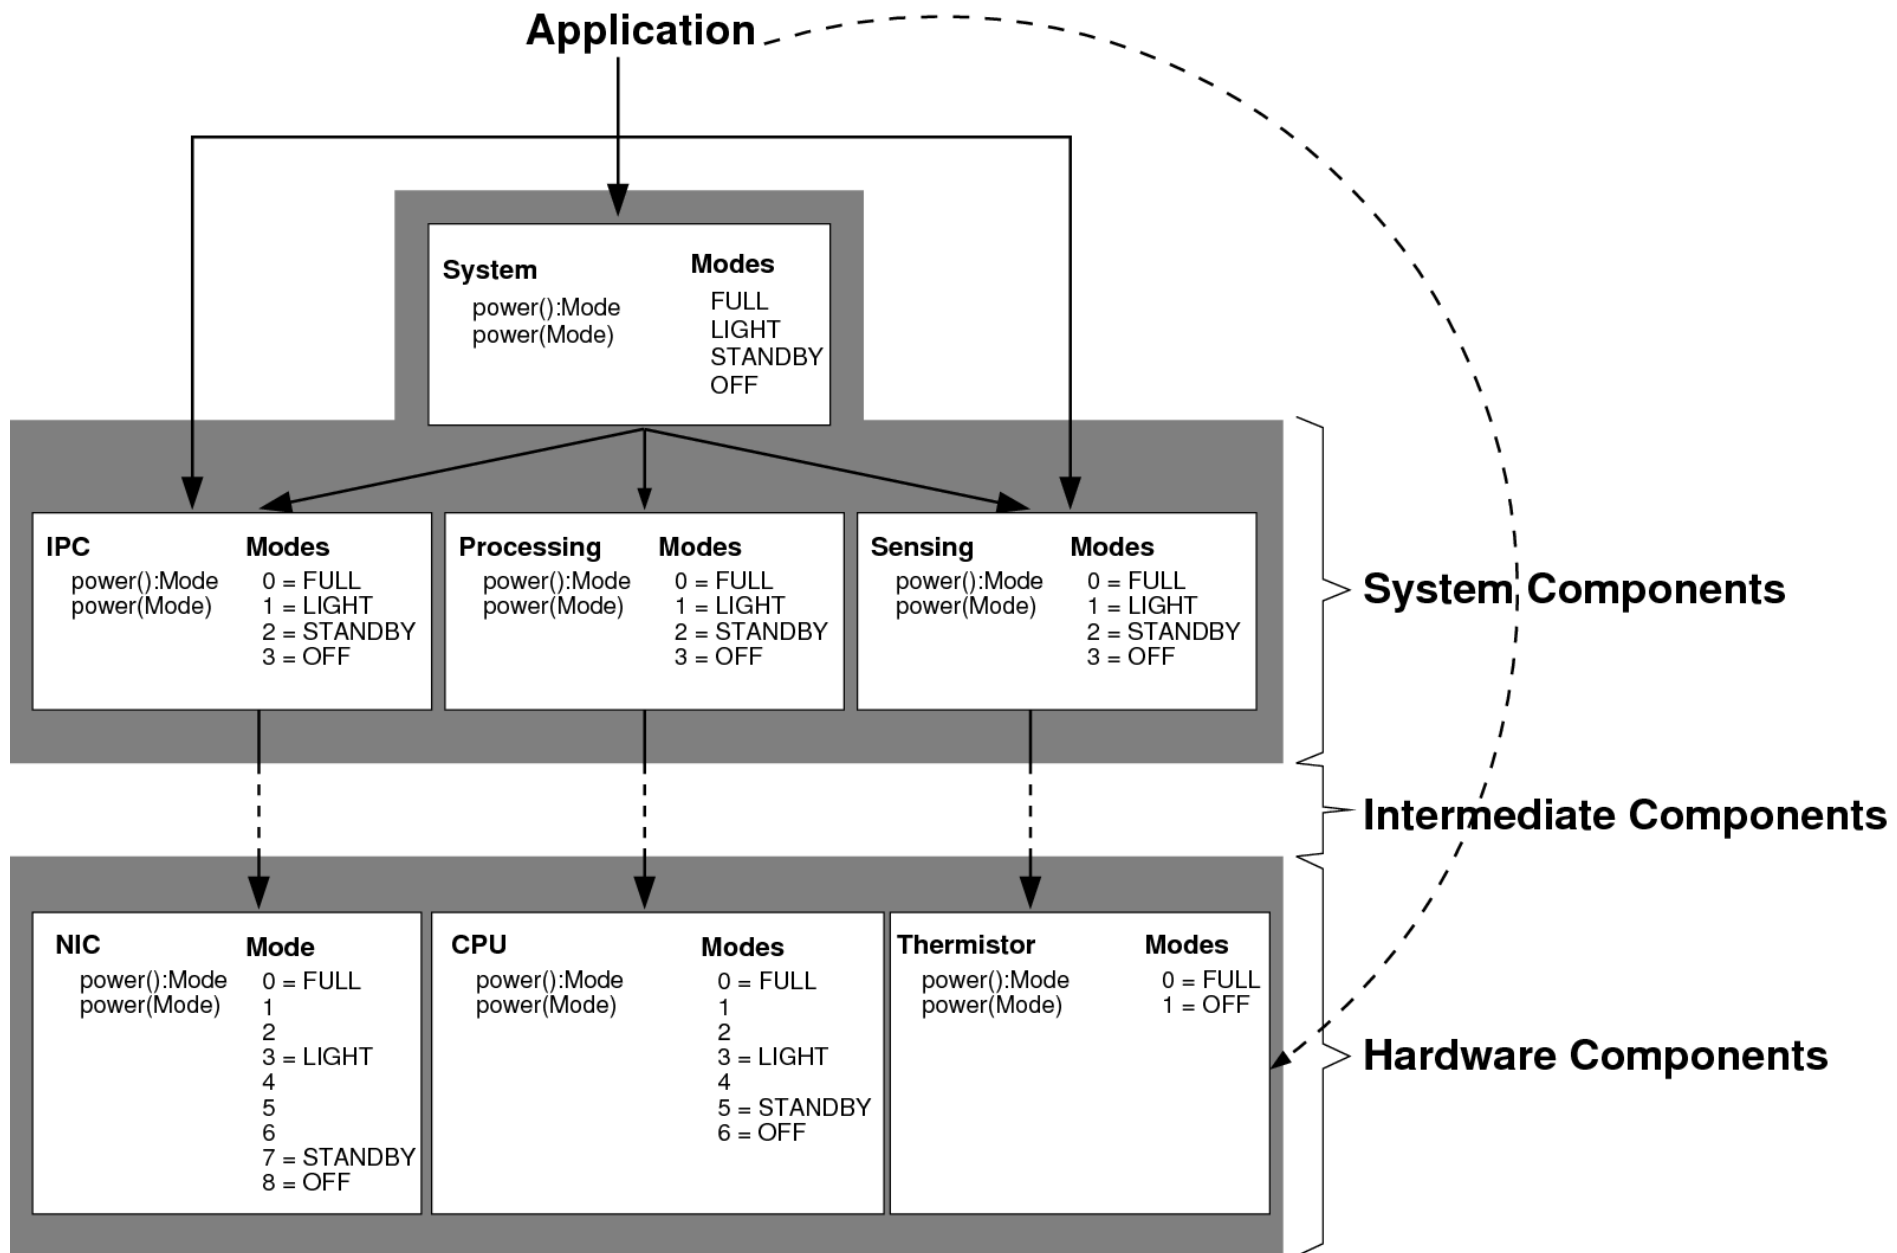 Application
System
power():Mode
power(Mode)
Modes
FULL
LIGHT
STANDBY
OFF
IPC
power():Mode
power(Mode)
Modes
0 = FULL
1 = LIGHT
2 = STANDBY
3 = OFF
Processing
power():Mode
power(Mode)
Modes
0 = FULL
1 = LIGHT
2 = STANDBY
3 = OFF
Sensing
power():Mode
power(Mode)
Modes
0 = FULL
1 = LIGHT
2 = STANDBY
3 = OFF
System Components
Intermediate Components
NIC
power():Mode
power(Mode)
Mode
0 = FULL
1
2
3 = LIGHT
4
5
6
7 = STANDBY
8 = OFF
CPU
power():Mode
power(Mode)
Modes
0 = FULL
1
2
3 = LIGHT
4
5 = STANDBY
6 = OFF
Thermistor
power():Mode
power(Mode)
Modes
0 = FULL
1 = OFF
Hardware Components